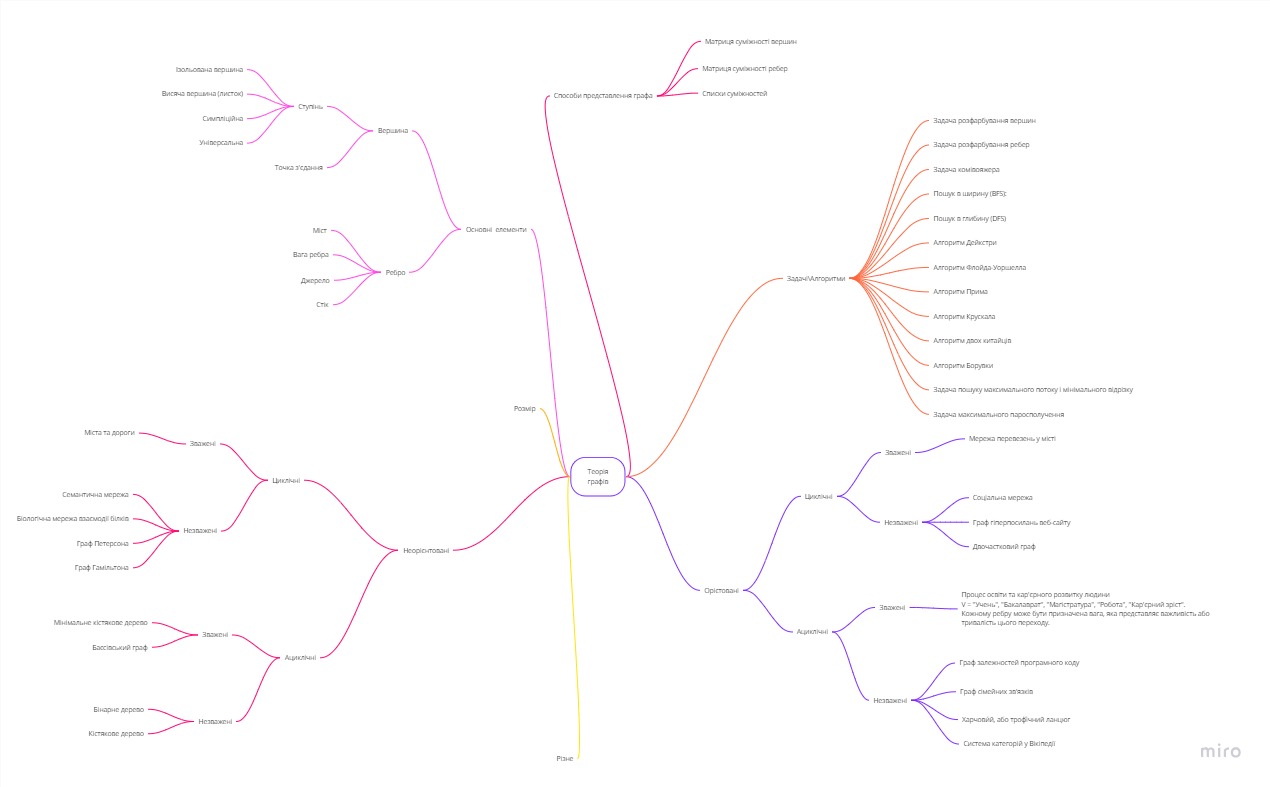 Теорія
графів
Способи представлення графа
Матриця суміжності вершин
Матриця суміжності ребер
Списки суміжностей
Задачі\Алгоритми
Задача розфарбування вершин
Задача розфарбування ребер
Задача комівояжера
Пошук в ширину (BFS);
Пошук в глибину (DFS)
Алгоритм Дейкстри
Алгоритм Флойда-Уоршелла
Алгоритм Прима
Алгоритм Крускала
Алгоритм двох китайців
Алгоритм Борувки
Задача пошуку максимального потоку і мінімального відрізку
Задача максимального паросполучення
Орістовані
Циклічні
Зважені
Мережа перевезень у місті
Незважені
Соціальна мережа
Граф гіперпосилань веб-сайту
Двочастковий граф
Ациклічні
Зважені
Процес освіти та кар'єрного розвитку людини
V = "Учень", "Бакалаврат", "Магістратура", "Робота", "Кар'єрний зріст".
Кожному ребру може бути призначена вага, яка представляє важливість або
тривалість цього переходу.
Незважені
Граф залежностей програмного коду
Граф сімейних зв'язків
Харчовий, або трофічний ланцюг
Система категорій у Вікіпедії
Основні елементи
Вершина
Ступінь
Ізольована вершина
Висяча вершина (листок)
Симпліційна
Універсальна
Точка з'єдання
Ребро
Міст
Вага ребра
Джерело
Стік
Розмір
Неорієнтовані
Циклічні
Зважені
Міста та дороги
Незважені
Семантична мережа
Біологічна мережа взаємодії білків
Граф Петерсона
Граф Гамільтона
Ациклічні
Зважені
Мінімальне кістякове дерево
Бассівський граф
Незважені
Бінарне дерево
Кістякове дерево
Різне
miro